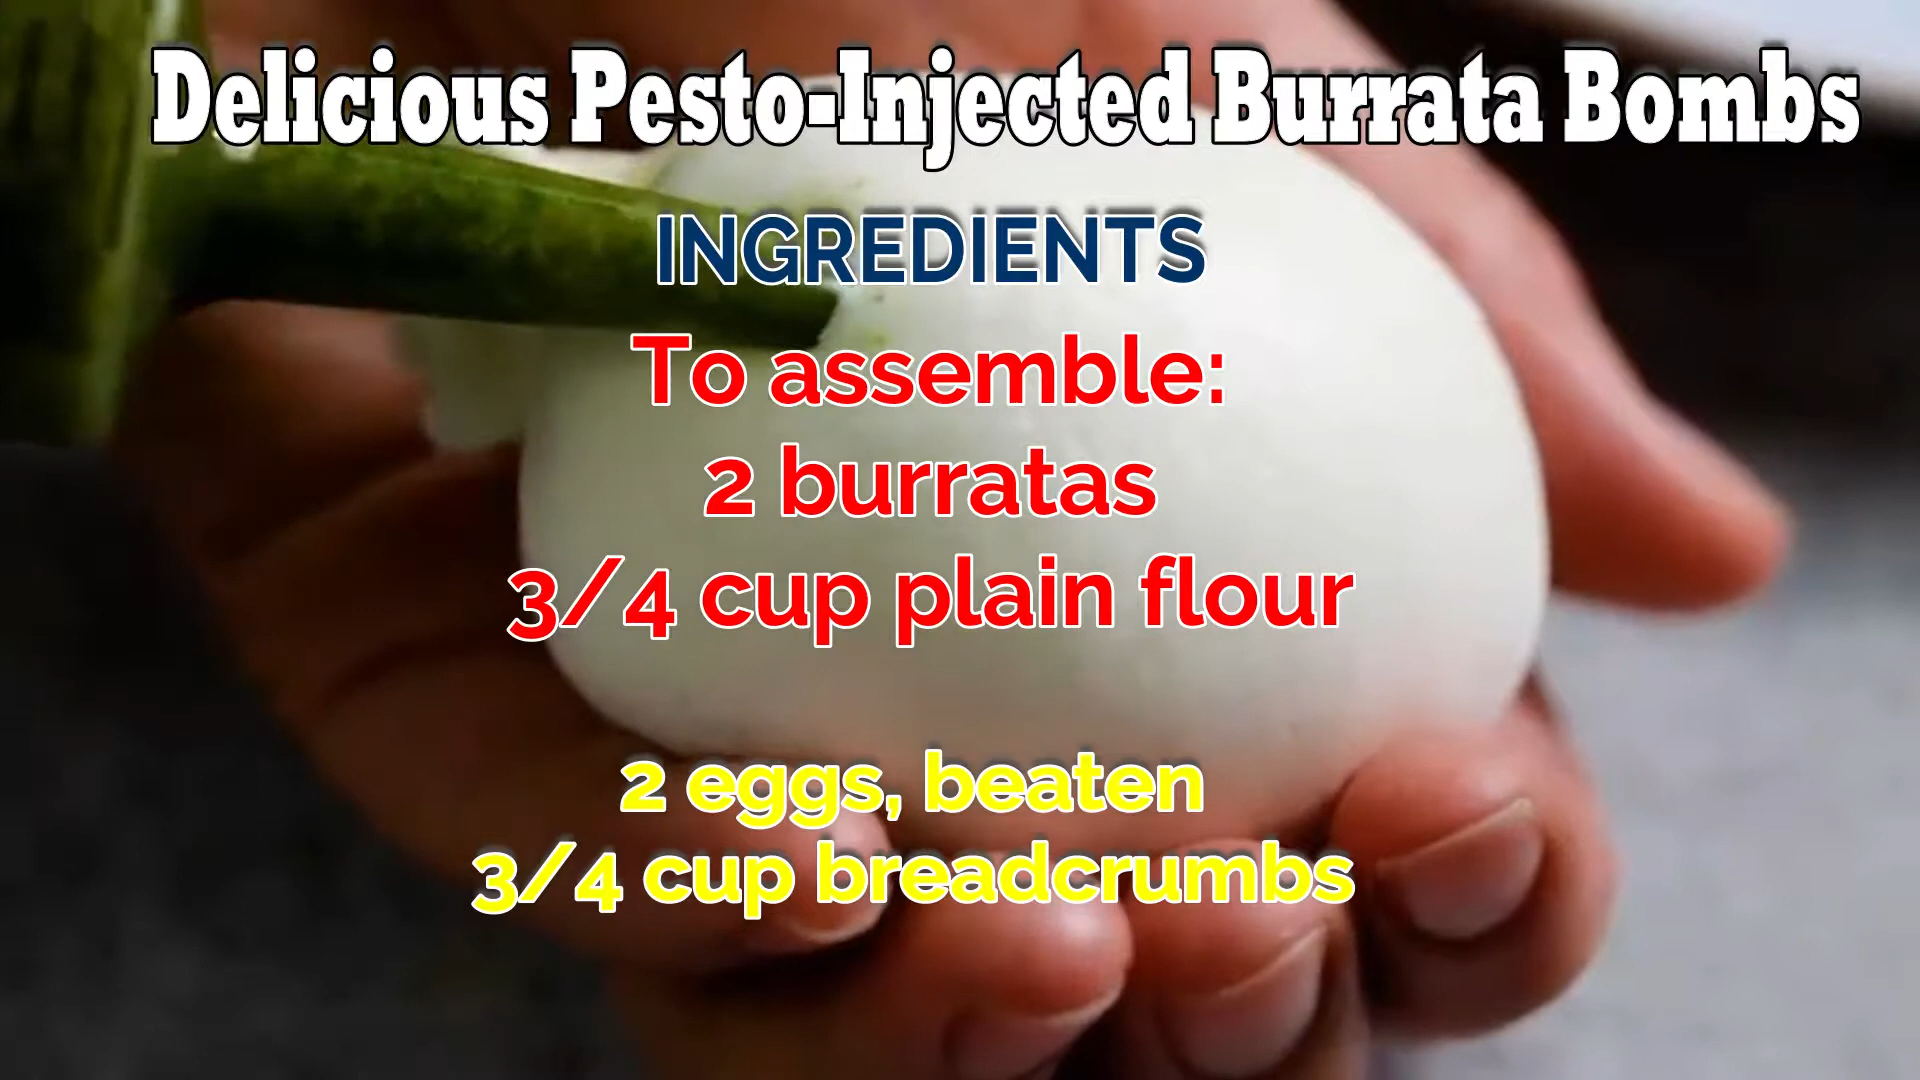 Delicious Pesto-Injected Burrata Bombs
INGREDIENTS
To assemble:
2 burratas
3/4 cup plain flour
2 eggs, beaten
3/4 cup breadcrumbs